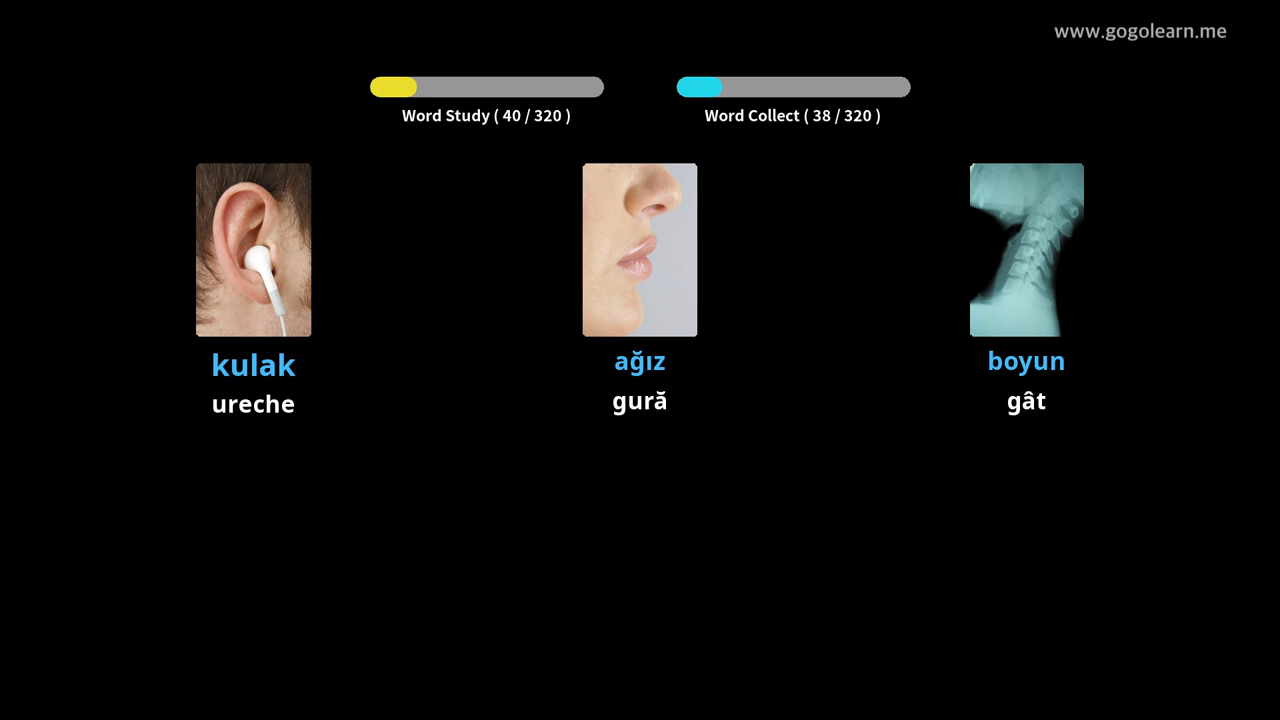 www.gogolearn.me
Word Study ( 40 / 320 )
Word Collect ( 38 / 320 )
kulak
ureche
ağız
gură
boyun
gât